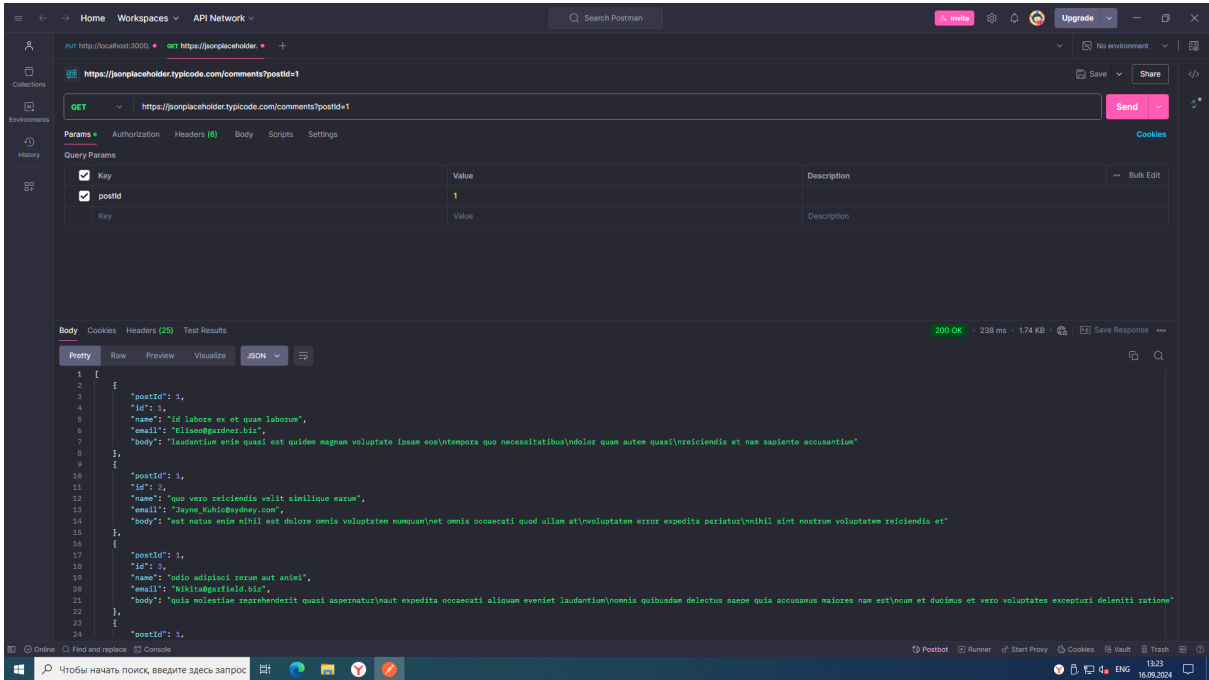 Home Workspaces API Network Search Postman Invite Upgrade
PUT http://localhost:3000, GET https://jsonplaceholder. No environment
https://jsonplaceholder.typicode.com/comments?postId=1 Save Share
GET https://jsonplaceholder.typicode.com/comments?postId=1 Send
Params Authorization Headers (6) Body Scripts Settings Cookies
Query Params
Key Value Description Bulk Edit
postId 1
Key Value Description
Collections
Environments
History
Body Cookies Headers (25) Test Results 200 OK 238 ms 1.74 KB Save Response
Pretty Raw Preview Visualize JSON
1 [
2 {
3 "postId": 1,
4 "id": 1,
5 "name": "id labore ex et quam laborum",
6 "email": "Eliseo@gardner.biz",
7 "body": "laudantium enim quasi est quidem magnam voluptate ipsam eos\ntempora quo necessitatibus\ndolor quam autem quasi\nreiciendis et nam sapiente accusantium"
8 },
9 {
10 "postId": 1,
11 "id": 2,
12 "name": "quo vero reiciendis velit similique earum",
13 "email": "Jayne_Kuhic@sydney.com",
14 "body": "est natus enim nihil est dolore omnis voluptatem numquam\net omnis occaecati quod ullam at\nvoluptatem error expedita pariatur\nnihil sint nostrum voluptatem reiciendis et"
15 },
16 {
17 "postId": 1,
18 "id": 3,
19 "name": "odio adipisci rerum aut animi",
20 "email": "Nikita@garfield.biz",
21 "body": "quia molestiae reprehenderit quasi aspernatur\naut expedita occaecati aliquam eveniet laudantium\nomnis quibusdam delectus saepe quia accusamus maiores nam est\ncum et ducimus et vero voluptates excepturi deleniti ratione"
22 },
23 {
24 "postId": 1,
Online Find and replace Console Postbot Runner Start Proxy Cookies Vault Trash
Чтобы начать поиск, введите здесь запрос ENG 13:23
16.09.2024